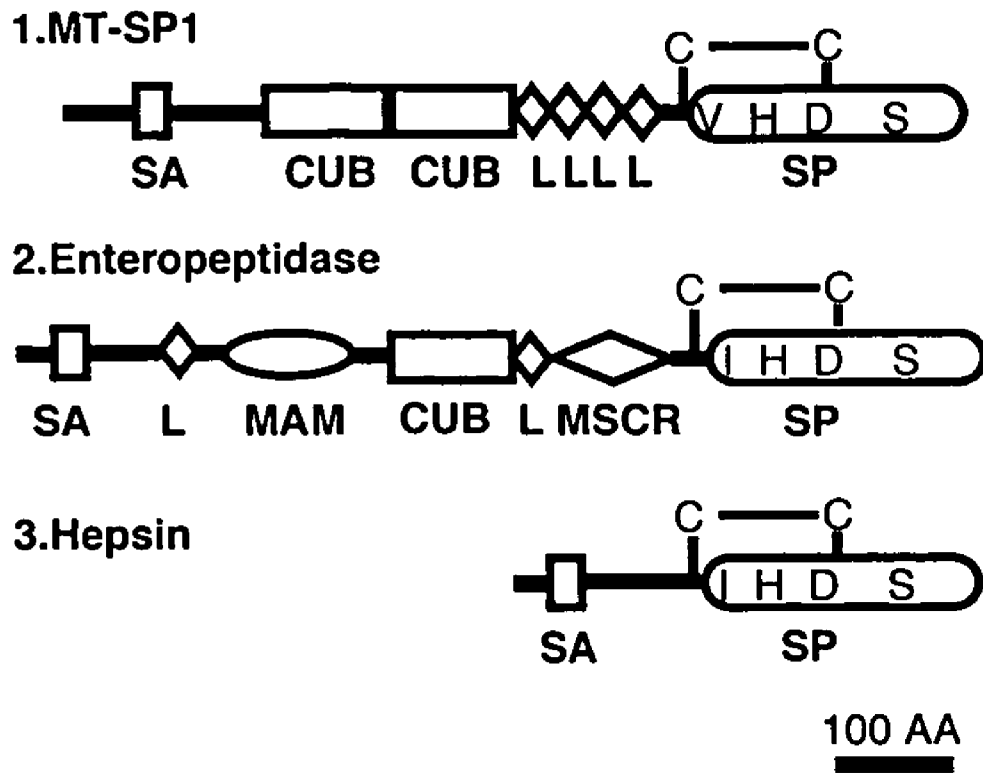 1.MT-SP1
C C
V H D S
SA CUB CUB L L L L SP
2.Enteropeptidase
C C
I H D S
SA L MAM CUB L MSCR SP
3.Hepsin
C C
I H D S
SA SP
100 AA